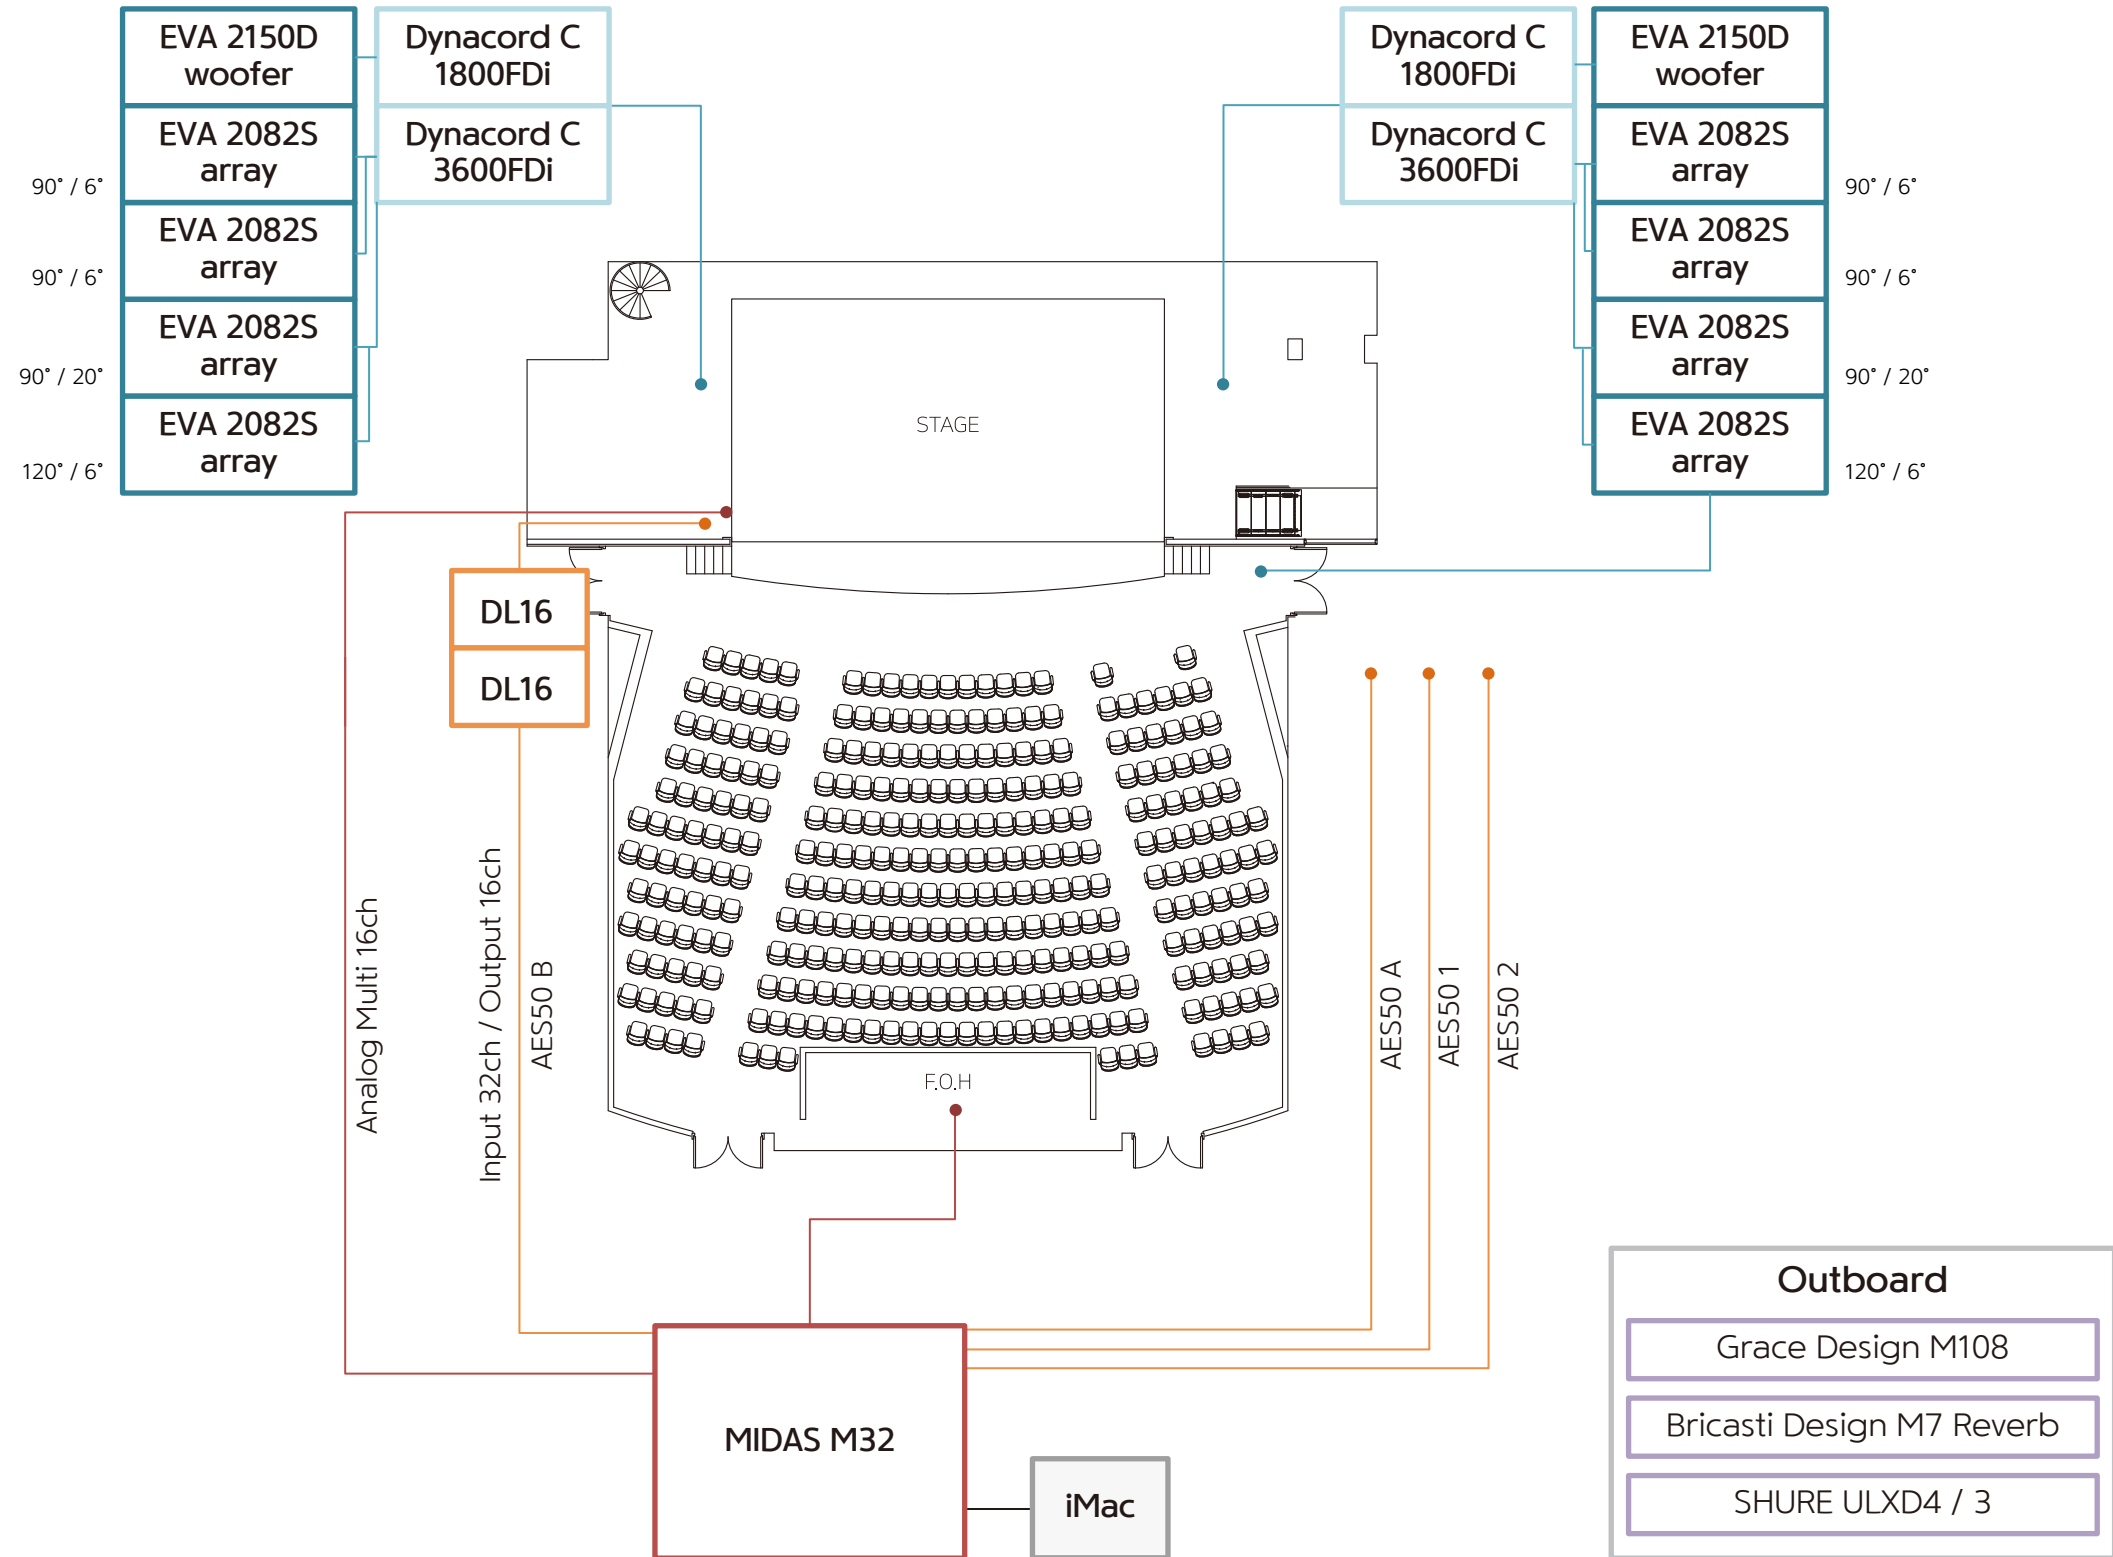 EVA 2150D
woofer
EVA 2082S
array
EVA 2082S
array
EVA 2082S
array
EVA 2082S
array
90° / 6°
90° / 6°
90° / 20°
120° / 6°
Dynacord C
1800FDi
Dynacord C
3600FDi
Dynacord C
1800FDi
Dynacord C
3600FDi
EVA 2150D
woofer
EVA 2082S
array
EVA 2082S
array
EVA 2082S
array
EVA 2082S
array
90° / 6°
90° / 6°
90° / 20°
120° / 6°
STAGE
DL16
DL16
Analog Multi 16ch
Input 32ch / Output 16ch
AES50 B
AES50 A
AES50 1
AES50 2
F.O.H
MIDAS M32
iMac
Outboard
Grace Design M108
Bricasti Design M7 Reverb
SHURE ULXD4 / 3